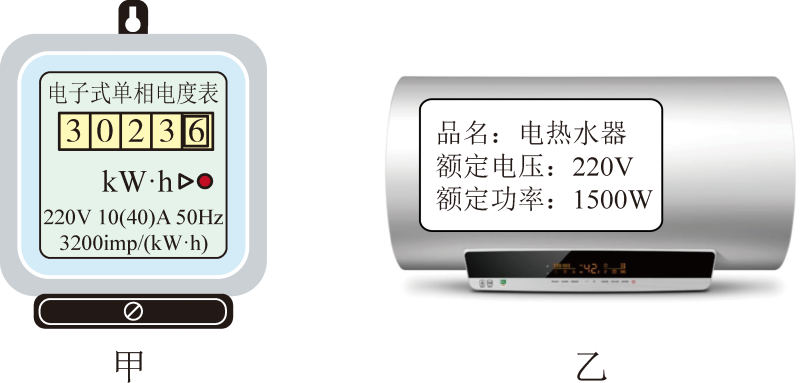 电子式单相电度表
30236
kW·h
220V 10(40)A 50Hz
3200imp/(kW·h)
甲
品名：电热水器
额定电压：220V
额定功率：1500W
42
乙